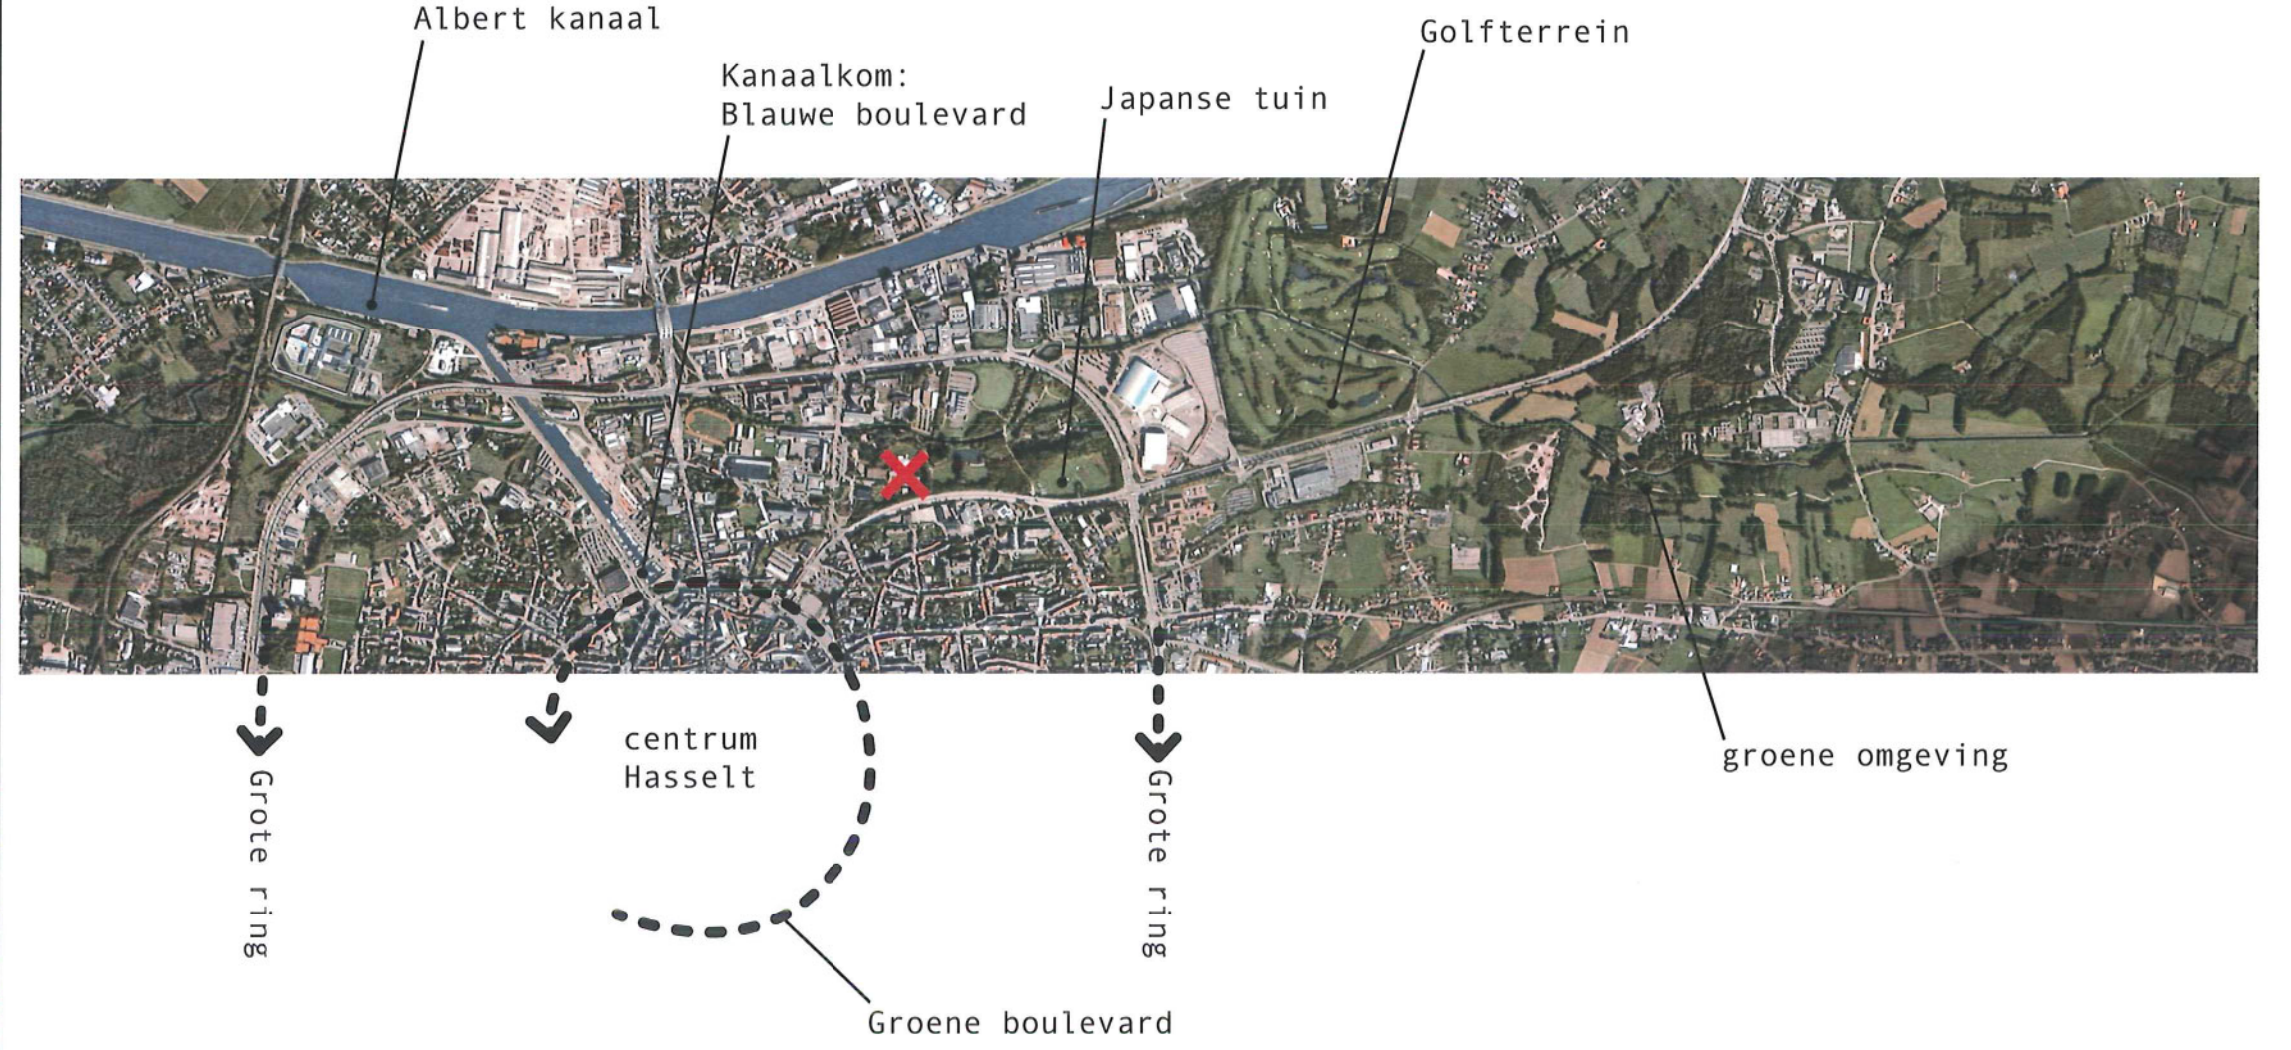 Albert kanaal
Golfterrein
Kanaalkom:
Blauwe boulevard
Japanse tuin
centrum
Hasselt
groene omgeving
Grote ring
Grote ring
Groene boulevard